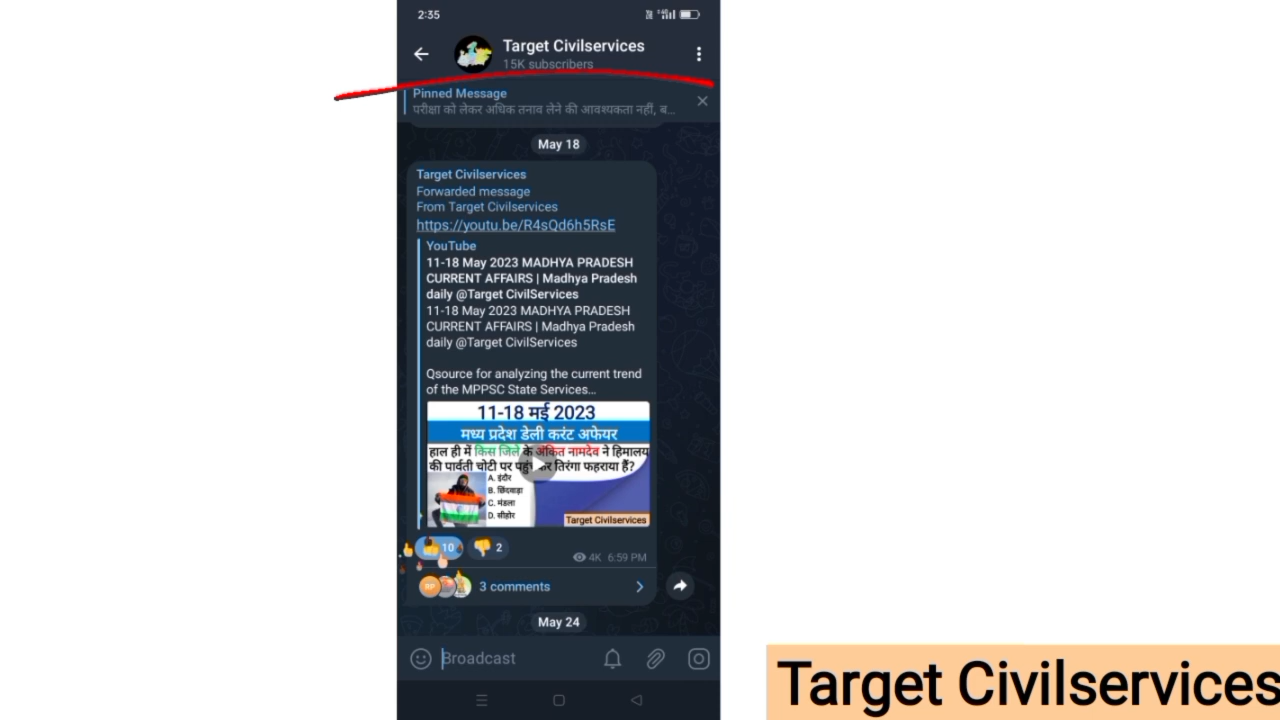 2:35
Target Civilservices
15K subscribers
Pinned Message
परीक्षा को लेकर अधिक तनाव लेने की आवश्यकता नहीं, ब...
May 18
Target Civilservices
Forwarded message
From Target Civilservices
https://youtu.be/R4sQd6h5RsE
YouTube
11-18 May 2023 MADHYA PRADESH
CURRENT AFFAIRS | Madhya Pradesh
daily @Target CivilServices
11-18 May 2023 MADHYA PRADESH
CURRENT AFFAIRS | Madhya Pradesh
daily @Target CivilServices
Qsource for analyzing the current trend
of the MPPSC State Services...
11-18 मई 2023
मध्य प्रदेश डेली करंट अफेयर
हाल ही में किस जिले के अंकित नामदेव ने हिमालय
की पार्वती चोटी पर तिरंगा फहराया हैं?
A. इंदौर
B. छिंदवाड़ा
C. मंडला
D. सीहोर
Target Civilservices
10 2
4K 6:59 PM
3 comments
May 24
Broadcast
Target Civilservices